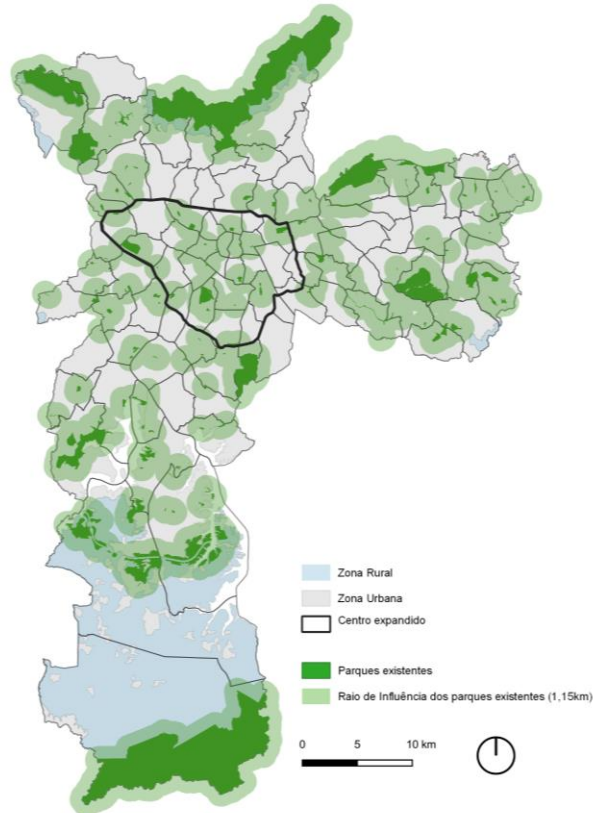 Zona Rural
Zona Urbana
Centro expandido
Parques existentes
Raio de Influência dos parques existentes (1,15km)
0 5 10 km